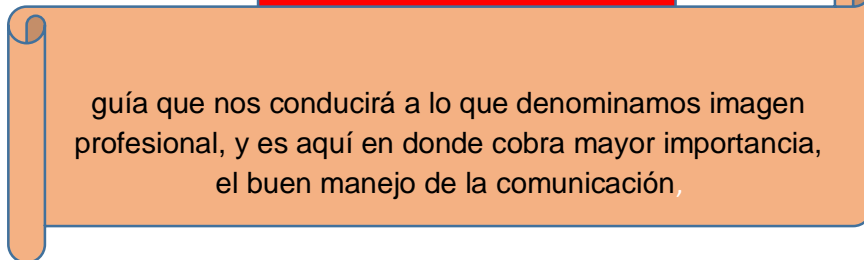 guía que nos conducirá a lo que denominamos imagen
profesional, y es aquí en donde cobra mayor importancia,
el buen manejo de la comunicación,